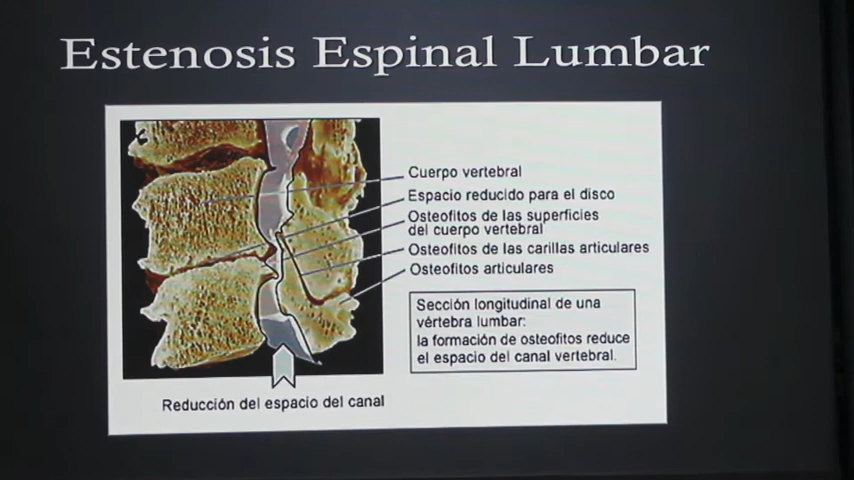 Estenosis Espinal Lumbar
Cuerpo vertebral
Espacio reducido para el disco
Osteofitos de las superficies
del cuerpo vertebral
Osteofitos de las carillas articulares
Osteofitos articulares
Sección longitudinal de una
vértebra lumbar:
la formación de osteofitos reduce
el espacio del canal vertebral.
Reducción del espacio del canal